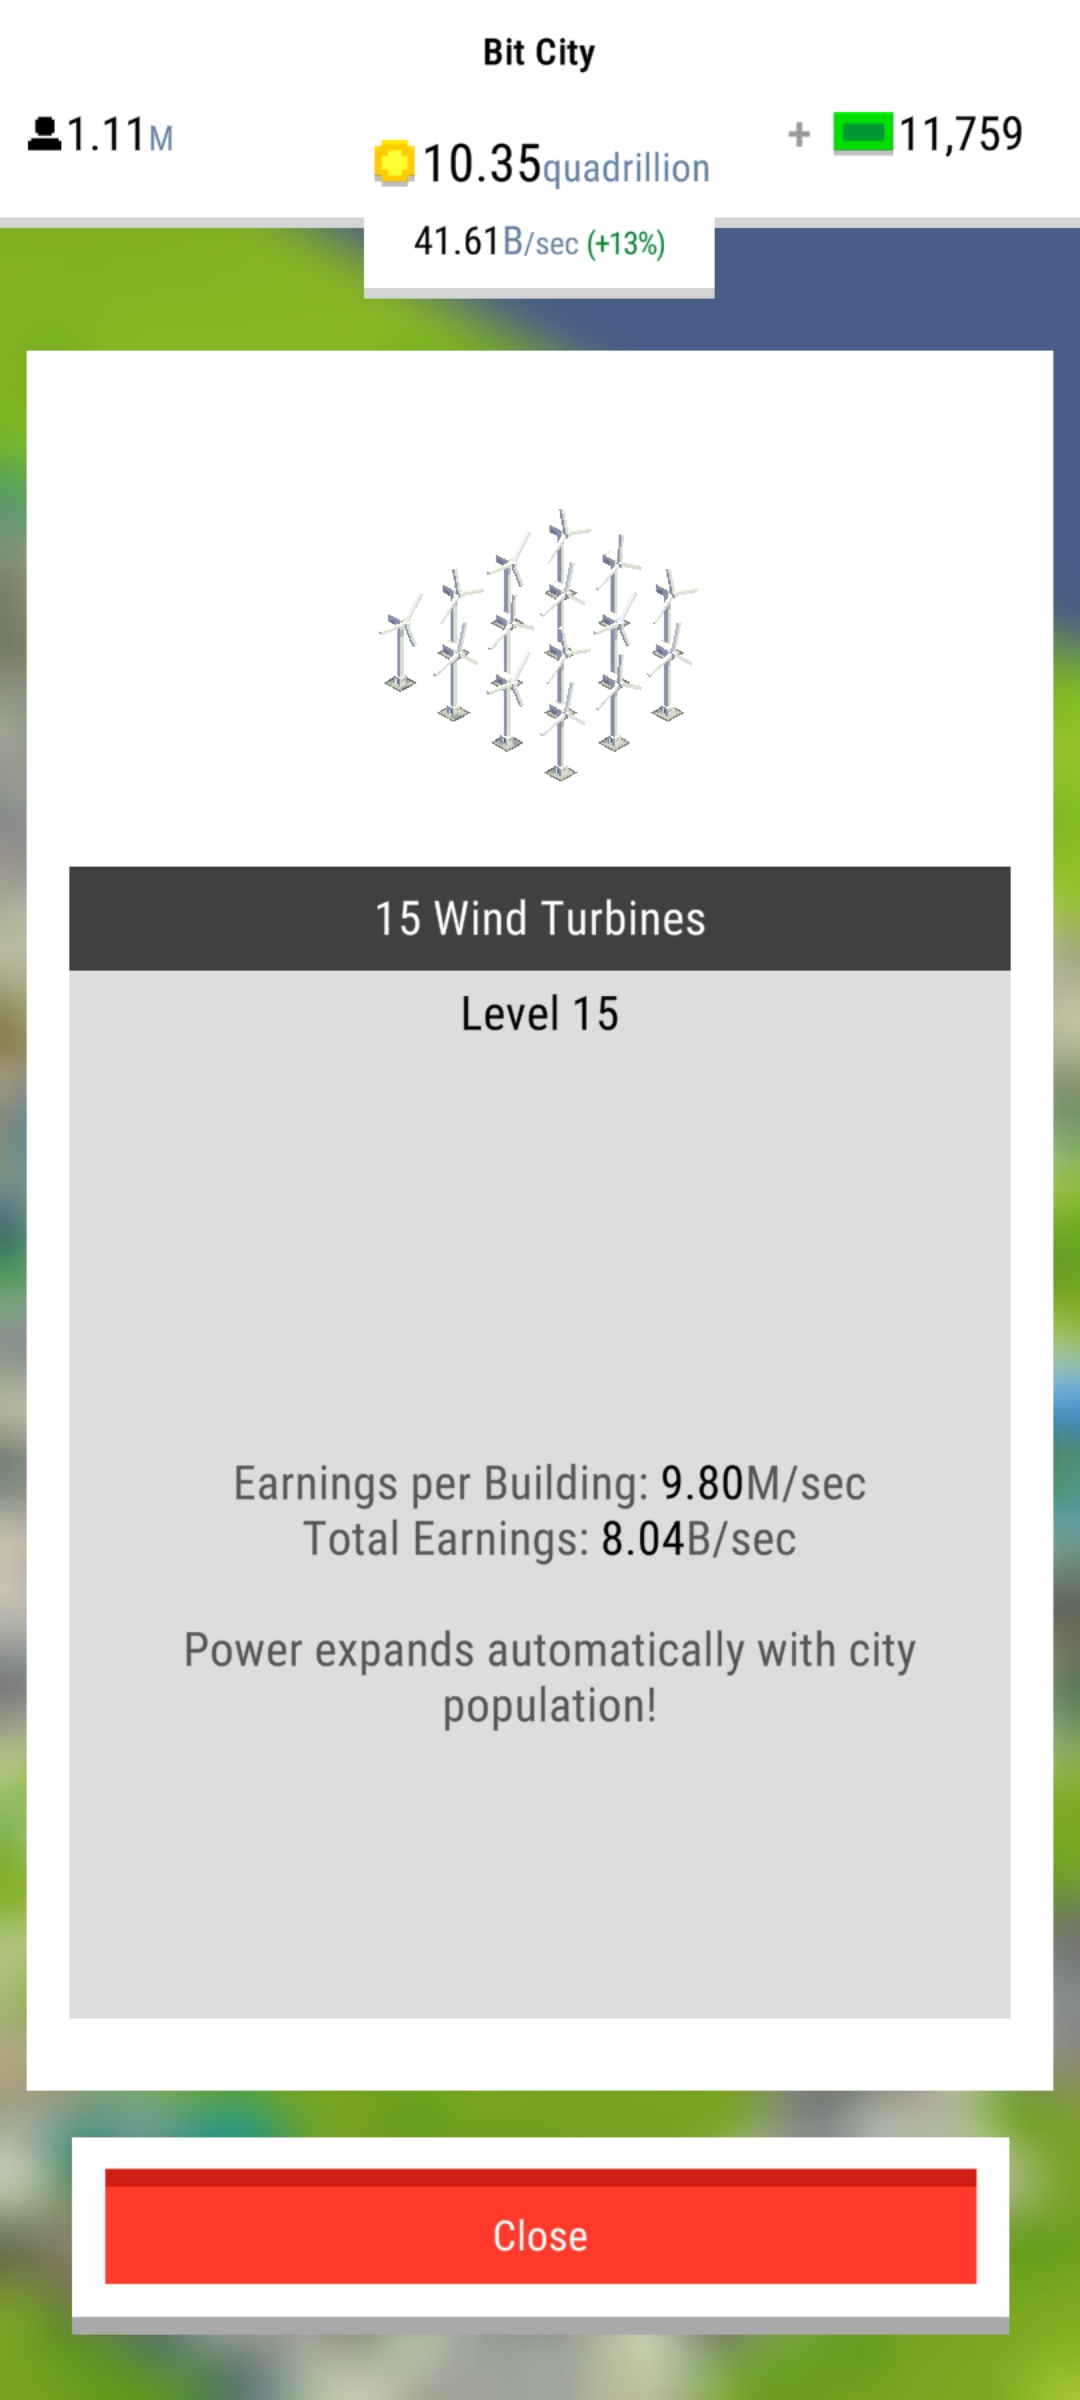 Bit City
1.11M
10.35quadrillion
+ 11,759
41.61B/sec (+13%)
15 Wind Turbines
Level 15
Earnings per Building: 9.80M/sec
Total Earnings: 8.04B/sec
Power expands automatically with city
population!
Close